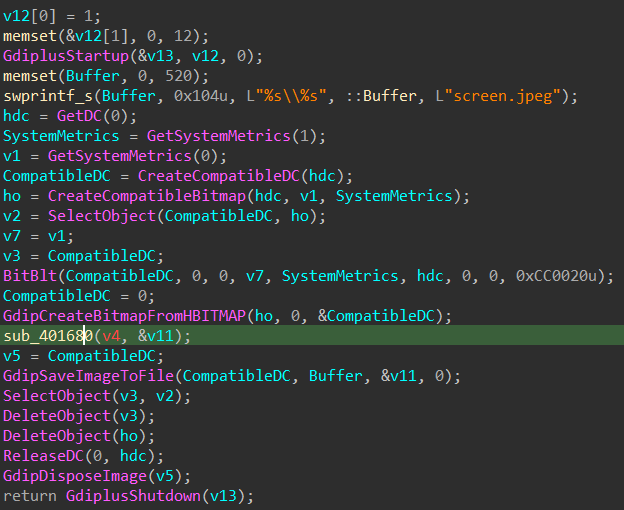 v12[0] = 1;
memset(&v12[1], 0, 12);
GdiplusStartup(&v13, v12, 0);
memset(Buffer, 0, 520);
swprintf_s(Buffer, 0x104u, L"%s\\%s", ::Buffer, L"screen.jpeg");
hdc = GetDC(0);
SystemMetrics = GetSystemMetrics(1);
v1 = GetSystemMetrics(0);
CompatibleDC = CreateCompatibleDC(hdc);
ho = CreateCompatibleBitmap(hdc, v1, SystemMetrics);
v2 = SelectObject(CompatibleDC, ho);
v7 = v1;
v3 = CompatibleDC;
BitBlt(CompatibleDC, 0, 0, v7, SystemMetrics, hdc, 0, 0, 0xCC0020u);
CompatibleDC = 0;
GdipCreateBitmapFromHBITMAP(ho, 0, &CompatibleDC);
sub_401680(v4, &v11);
v5 = CompatibleDC;
GdipSaveImageToFile(CompatibleDC, Buffer, &v11, 0);
SelectObject(v3, v2);
DeleteObject(v3);
DeleteObject(ho);
ReleaseDC(0, hdc);
GdipDisposeImage(v5);
return GdiplusShutdown(v13);